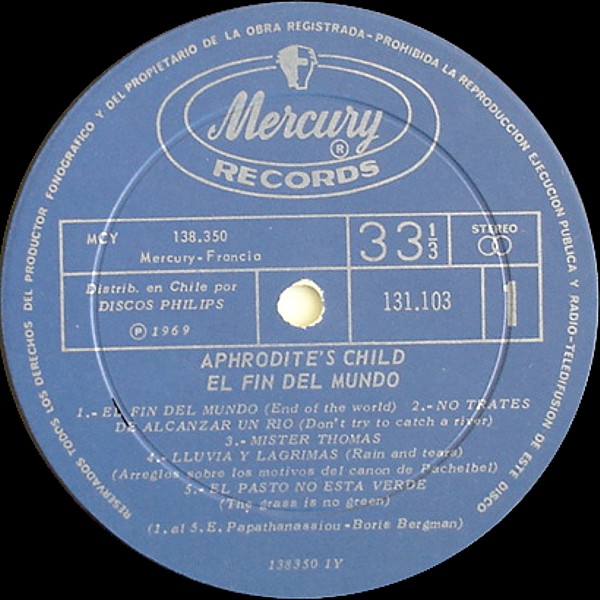 RESERVADOS TODOS LOS DERECHOS DEL PRODUCTOR FONOGRAFICO Y DEL PROPIETARIO DE LA OBRA REGISTRADA-PROHIBIDA LA REPRODUCCION EJECUCION PUBLICA Y RADIO-TELEDIFUSION DE ESTE DISCO
Mercury ®
RECORDS
MCY 138.350
Mercury-Francia
33 1/3
STEREO
Distrib. en Chile por
DISCOS PHILIPS
℗ 1969
131.103
APHRODITE'S CHILD
EL FIN DEL MUNDO
1.- EL FIN DEL MUNDO (End of the world) 2.- NO TRATES
DE ALCANZAR UN RIO (Don't try to catch a river)
3.- MISTER THOMAS
4.- LLUVIA Y LAGRIMAS (Rain and tears)
(Arreglos sobre los motivos del canon de Pachelbel)
5.- EL PASTO NO ESTA VERDE
(The grass is no green)
(1. al 5. E. Papathanassiou-Boris Bergman)
138350 1Y